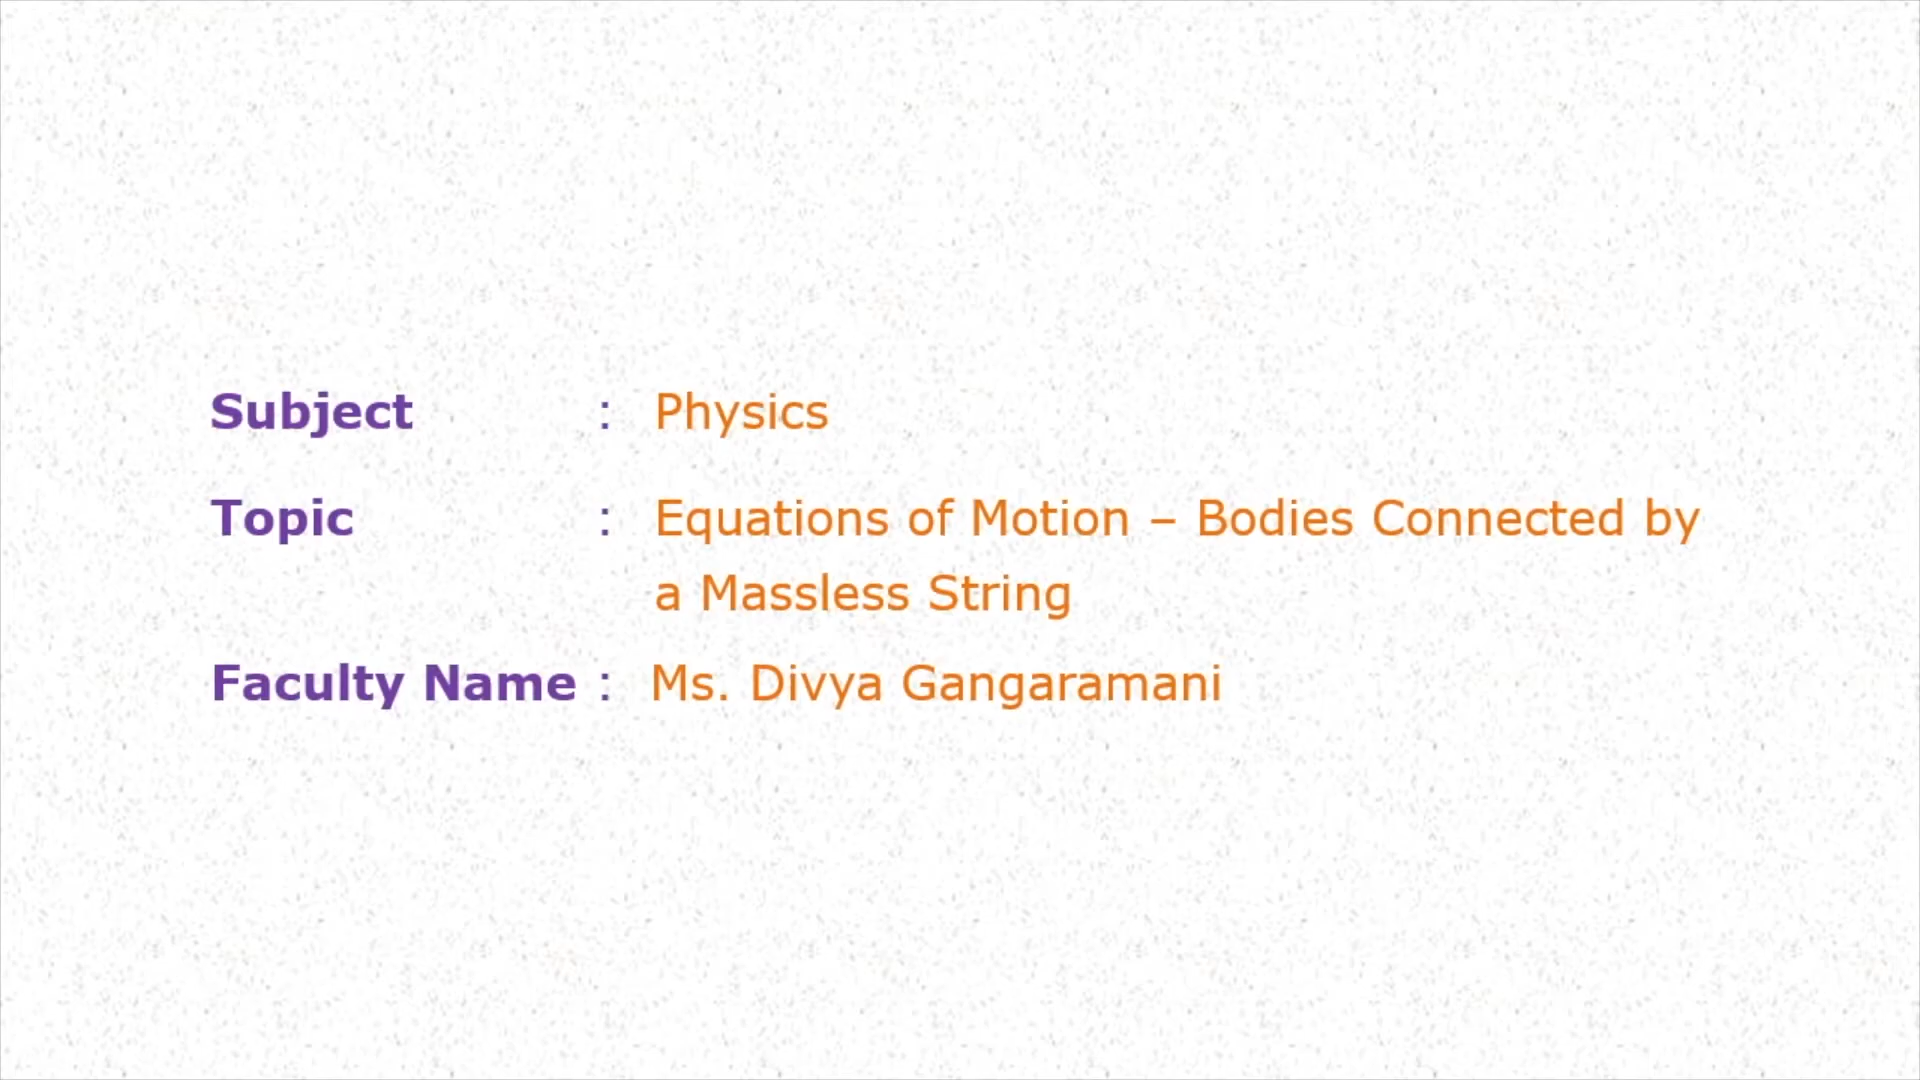 Subject : Physics
Topic : Equations of Motion – Bodies Connected by
a Massless String
Faculty Name : Ms. Divya Gangaramani